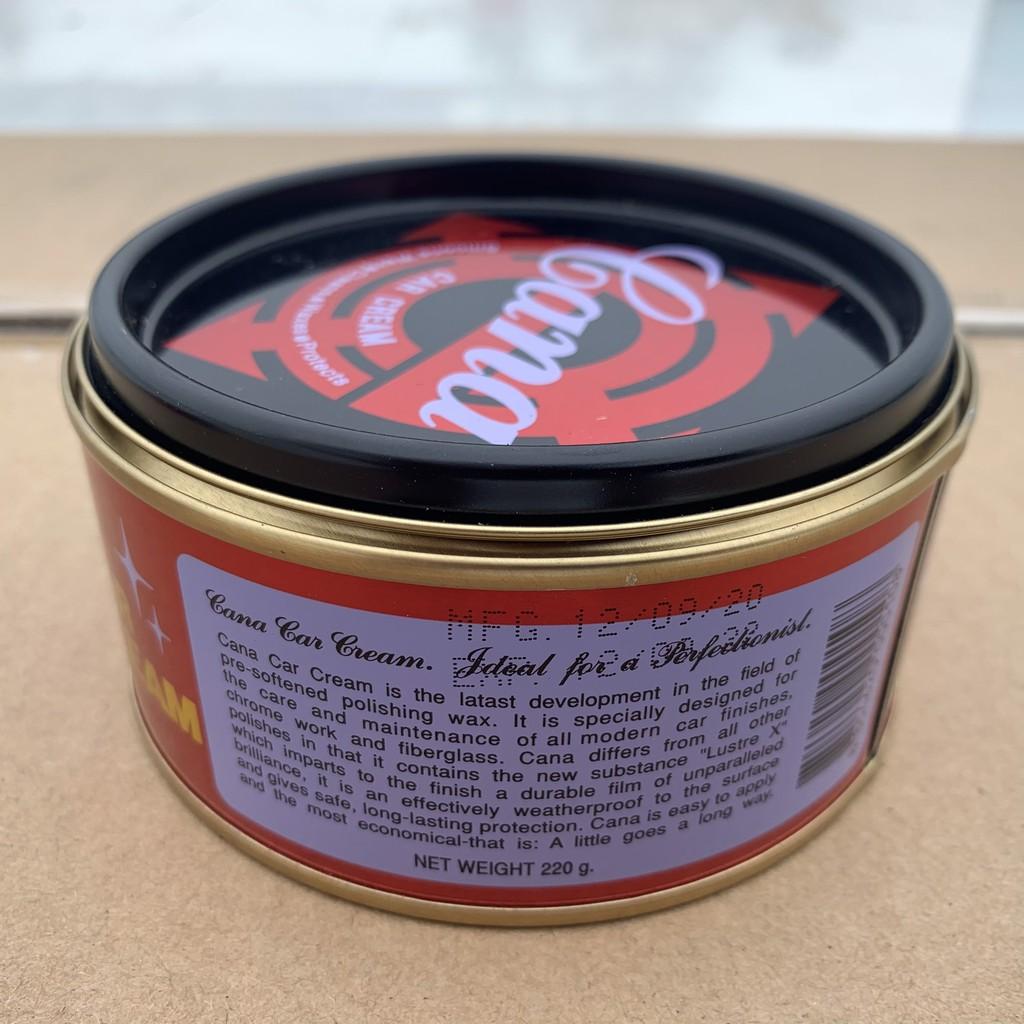 Cana
CAR CREAM
Protects
AM
MFG. 12/09/20
Cana Car Cream. Ideal for a Perfectionist.
Cana Car Cream is the latast development in the field of
pre-softened polishing wax. It is specially designed for
the care and maintenance of all modern car finishes,
chrome work and fiberglass. Cana differs from all other
polishes in that it contains the new substance "Lustre X"
which imparts to the finish a durable film of unparalleled
brilliance, it is an effectively weatherproof to the surface
and gives safe, long-lasting protection. Cana is easy to apply
and the most economical-that is: A little goes a long way.
NET WEIGHT 220 g.